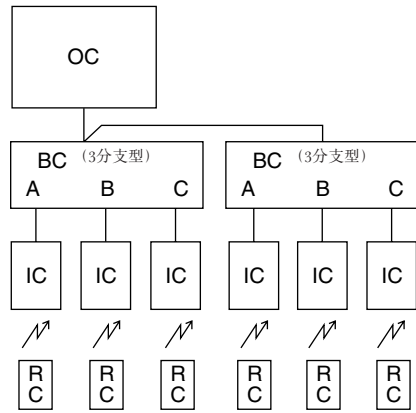 OC
BC (3分支型) BC (3分支型)
A B C A B C
IC IC IC IC IC IC
R R R R R R
C C C C C C